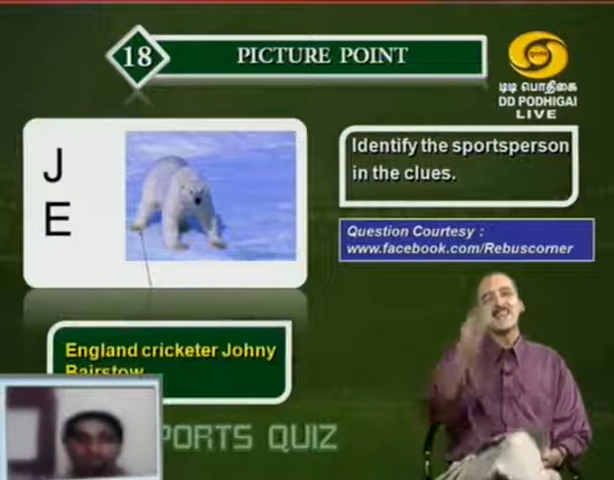 18 PICTURE POINT
டிடி பொதிகை
DD PODHIGAI
LIVE
J
E
Identify the sportsperson
in the clues.
Question Courtesy :
www.facebook.com/Rebuscorner
England cricketer Johny
Bairstow
PORTS QUIZ